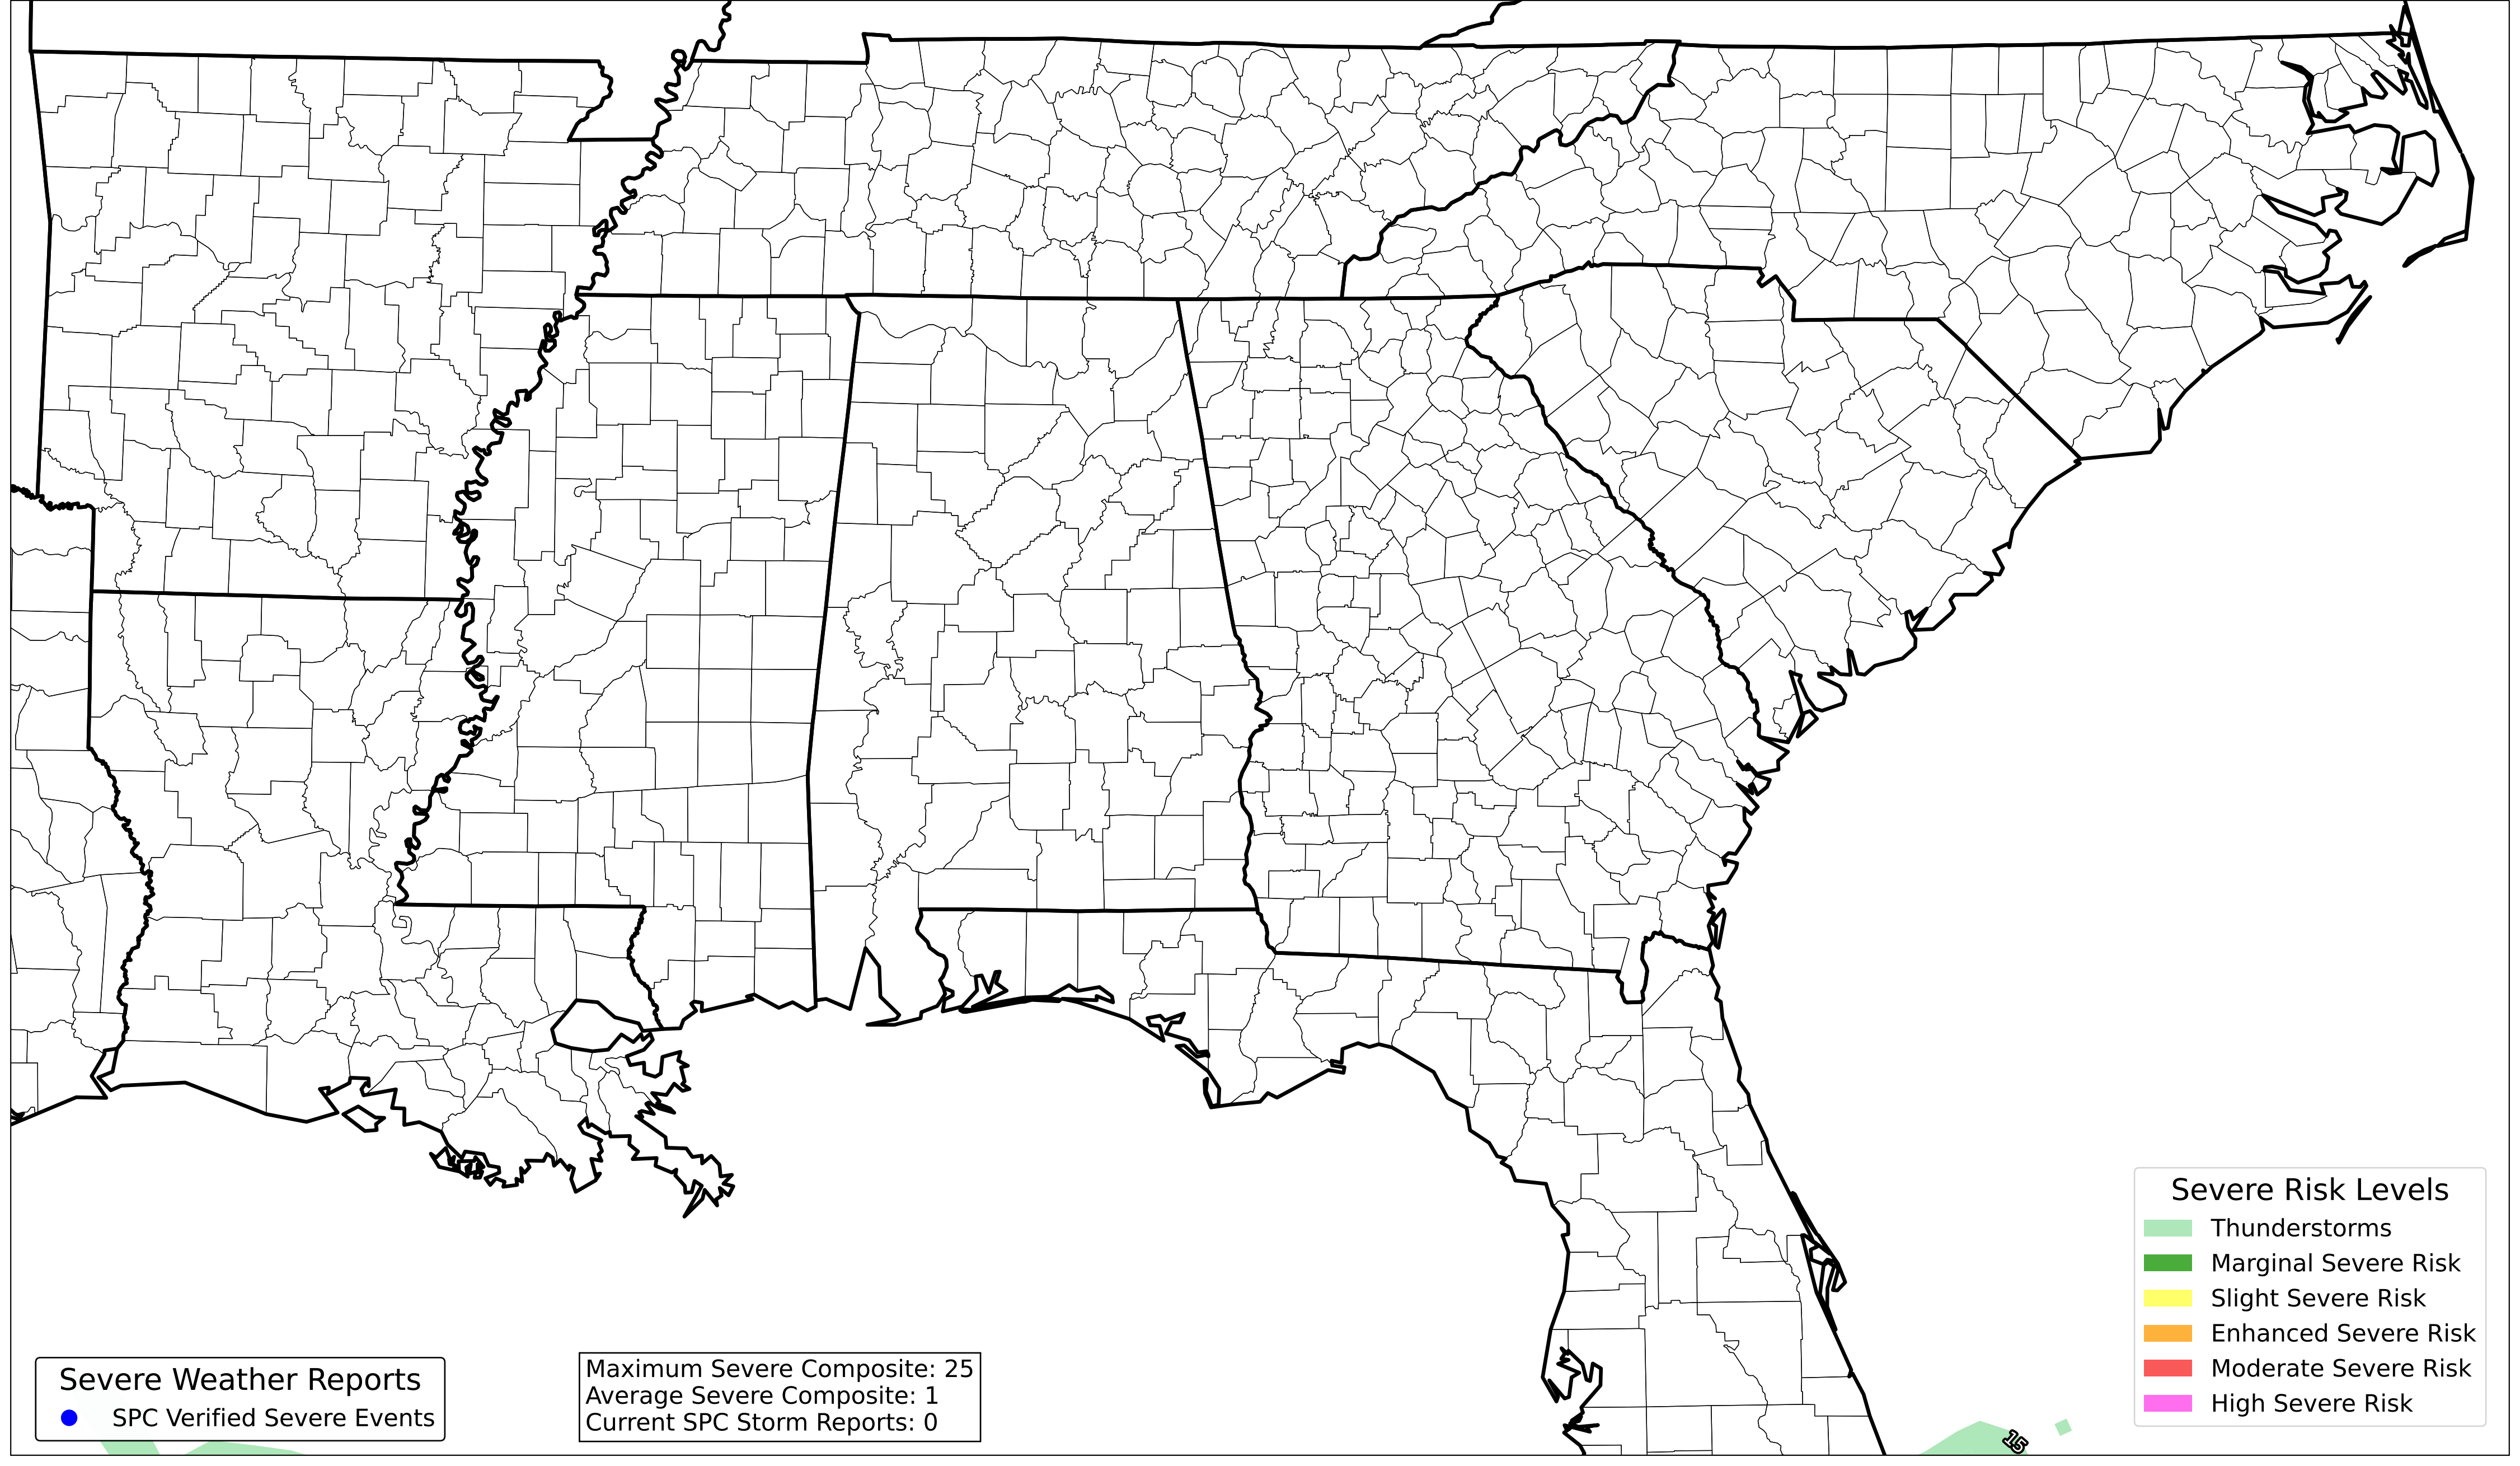 Severe Risk Levels
Thunderstorms
Marginal Severe Risk
Slight Severe Risk
Enhanced Severe Risk
Moderate Severe Risk
High Severe Risk
Severe Weather Reports
SPC Verified Severe Events
Maximum Severe Composite: 25
Average Severe Composite: 1
Current SPC Storm Reports: 0
15